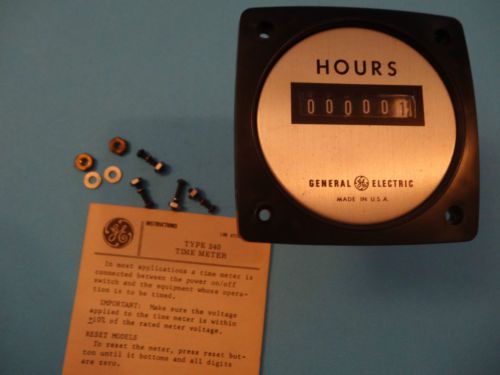 HOURS
000001
GENERAL GE ELECTRIC
MADE IN U.S.A.
GE
INSTRUCTIONS
TYPE 240
TIME METER
In most applications a time meter is
connected between the power on/off
switch and the equipment whose opera-
tion is to be timed.
IMPORTANT: Make sure the voltage
applied to the time meter is within
±10% of the rated meter voltage.
RESET MODELS
To reset the meter, press reset but-
ton until it bottoms and all digits
are zero.